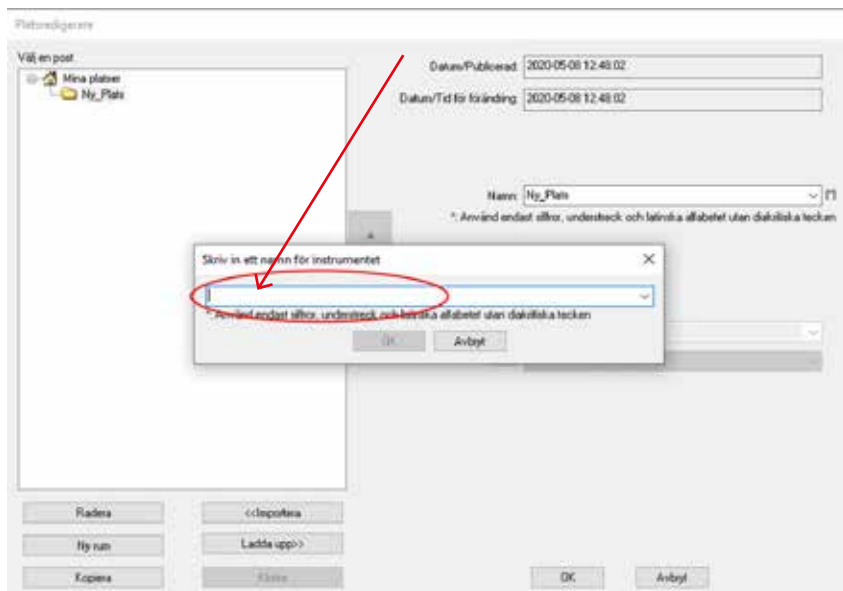 Platsredigerare
Välj en post
Mina platser
Ny_Plats
Datum/Publicerad: 2020-05-08 12:48:02
Datum/Tid för förändring: 2020-05-08 12:48:02
Namn: Ny_Plats (*)
*: Använd endast siffror, understreck och latinska alfabetet utan diakritiska tecken
Skriv in ett namn för instrumentet
*: Använd endast siffror, understreck och latinska alfabetet utan diakritiska tecken
OK Avbryt
Radera <<Importera
Ny rum Ladda upp>>
Kopiera
OK Avbryt